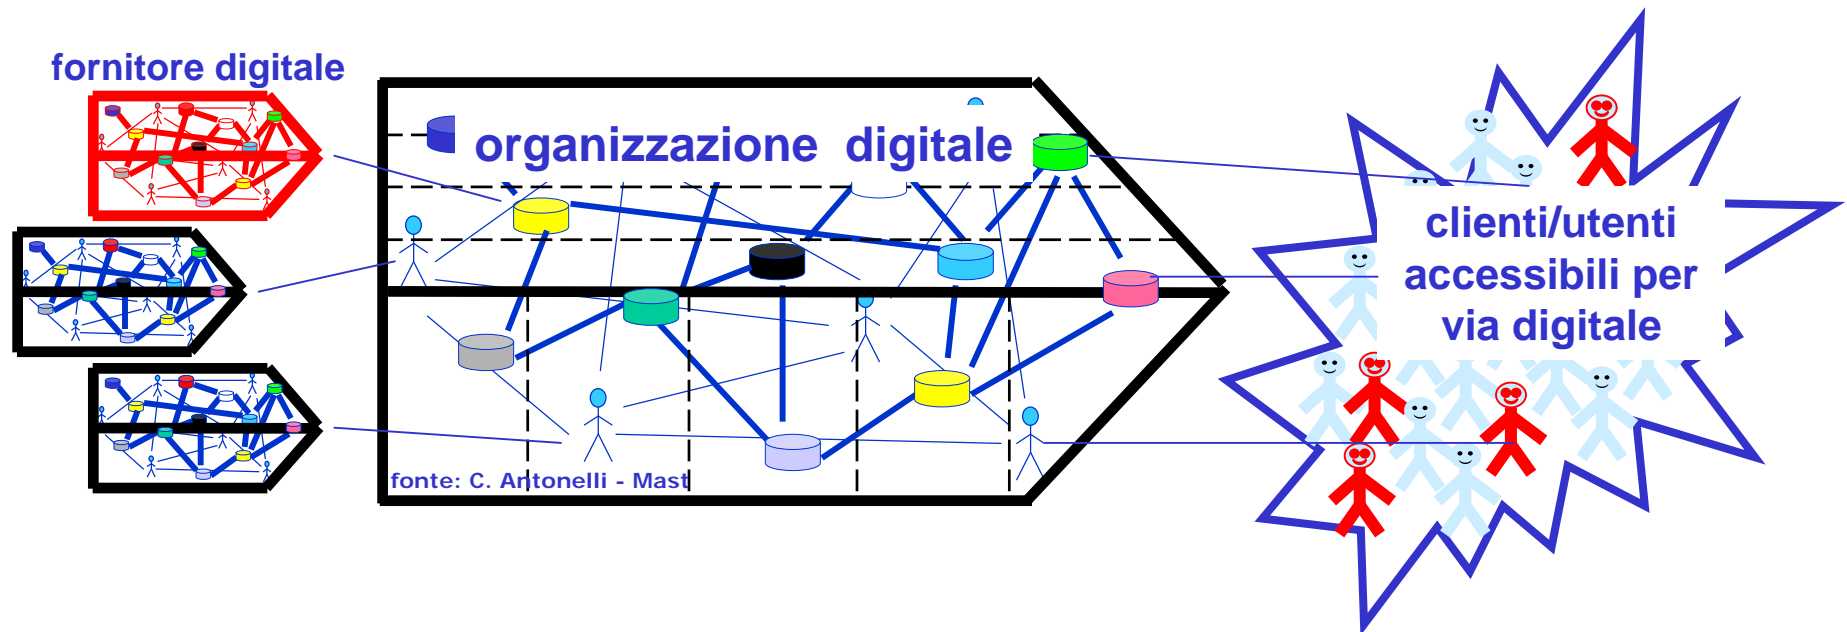 fornitore digitale
organizzazione digitale
clienti/utenti
accessibili per
via digitale
fonte: C. Antonelli - Mast